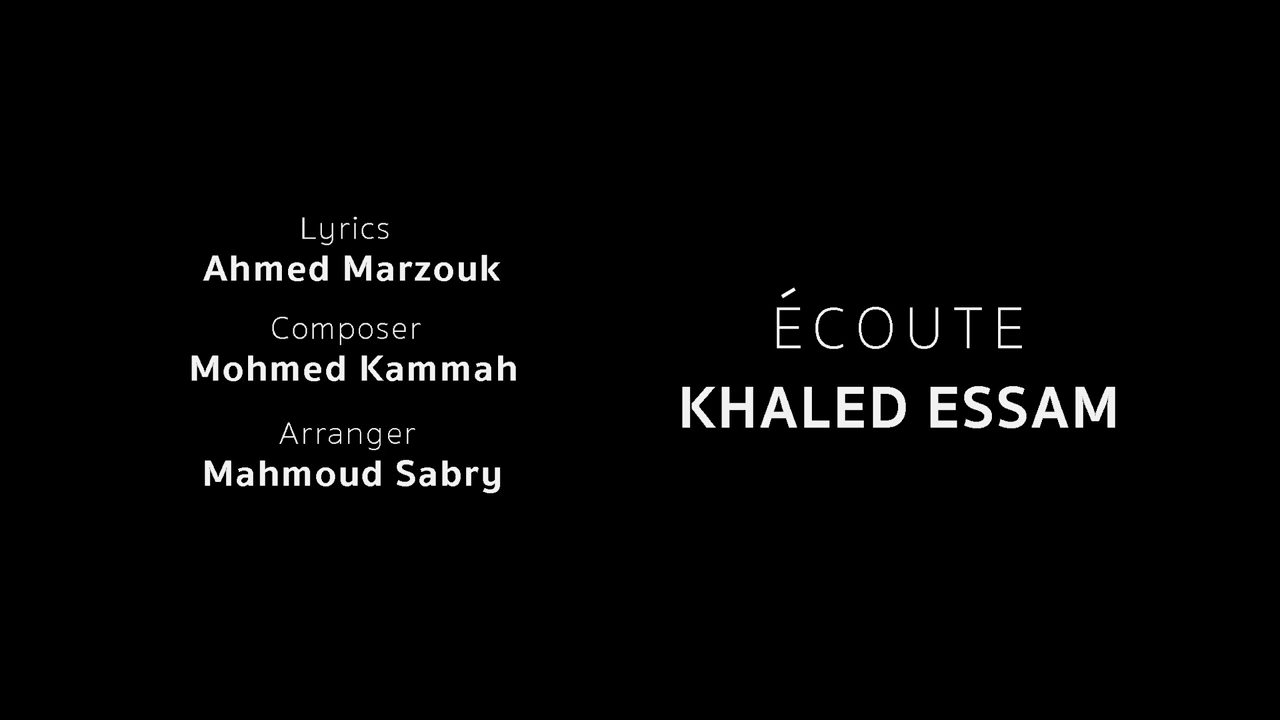 Lyrics
Ahmed Marzouk
Composer
Mohmed Kammah
Arranger
Mahmoud Sabry
ÉCOUTE
KHALED ESSAM